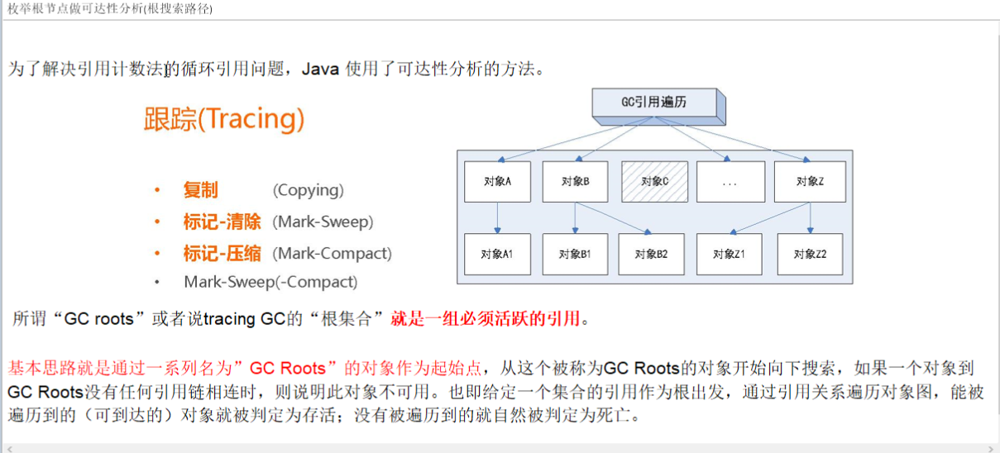 枚举根节点做可达性分析(根搜索路径)
为了解决引用计数法的循环引用问题，Java 使用了可达性分析的方法。
跟踪(Tracing)
• 复制 (Copying)
• 标记-清除 (Mark-Sweep)
• 标记-压缩 (Mark-Compact)
• Mark-Sweep(-Compact)
GC引用遍历
对象A 对象B 对象C ... 对象Z
对象A1 对象B1 对象B2 对象Z1 对象Z2
所谓“GC roots”或者说tracing GC的“根集合”就是一组必须活跃的引用。
基本思路就是通过一系列名为”GC Roots”的对象作为起始点，从这个被称为GC Roots的对象开始向下搜索，如果一个对象到
GC Roots没有任何引用链相连时，则说明此对象不可用。也即给定一个集合的引用作为根出发，通过引用关系遍历对象图，能被
遍历到的（可到达的）对象就被判定为存活；没有被遍历到的就自然被判定为死亡。